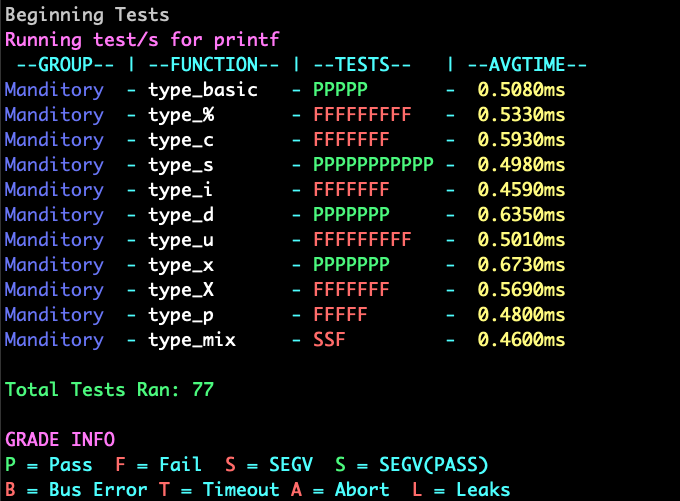 Beginning Tests
Running test/s for printf
--GROUP-- | --FUNCTION-- | --TESTS-- | --AVGTIME--
Manditory - type_basic - PPPPP - 0.5080ms
Manditory - type_% - FFFFFFFFF - 0.5330ms
Manditory - type_c - FFFFFFF - 0.5930ms
Manditory - type_s - PPPPPPPPPPP - 0.4980ms
Manditory - type_i - FFFFFFF - 0.4590ms
Manditory - type_d - PPPPPPP - 0.6350ms
Manditory - type_u - FFFFFFFFF - 0.5010ms
Manditory - type_x - PPPPPPP - 0.6730ms
Manditory - type_X - FFFFFFF - 0.5690ms
Manditory - type_p - FFFFF - 0.4800ms
Manditory - type_mix - SSF - 0.4600ms
Total Tests Ran: 77
GRADE INFO
P = Pass F = Fail S = SEGV S = SEGV(PASS)
B = Bus Error T = Timeout A = Abort L = Leaks